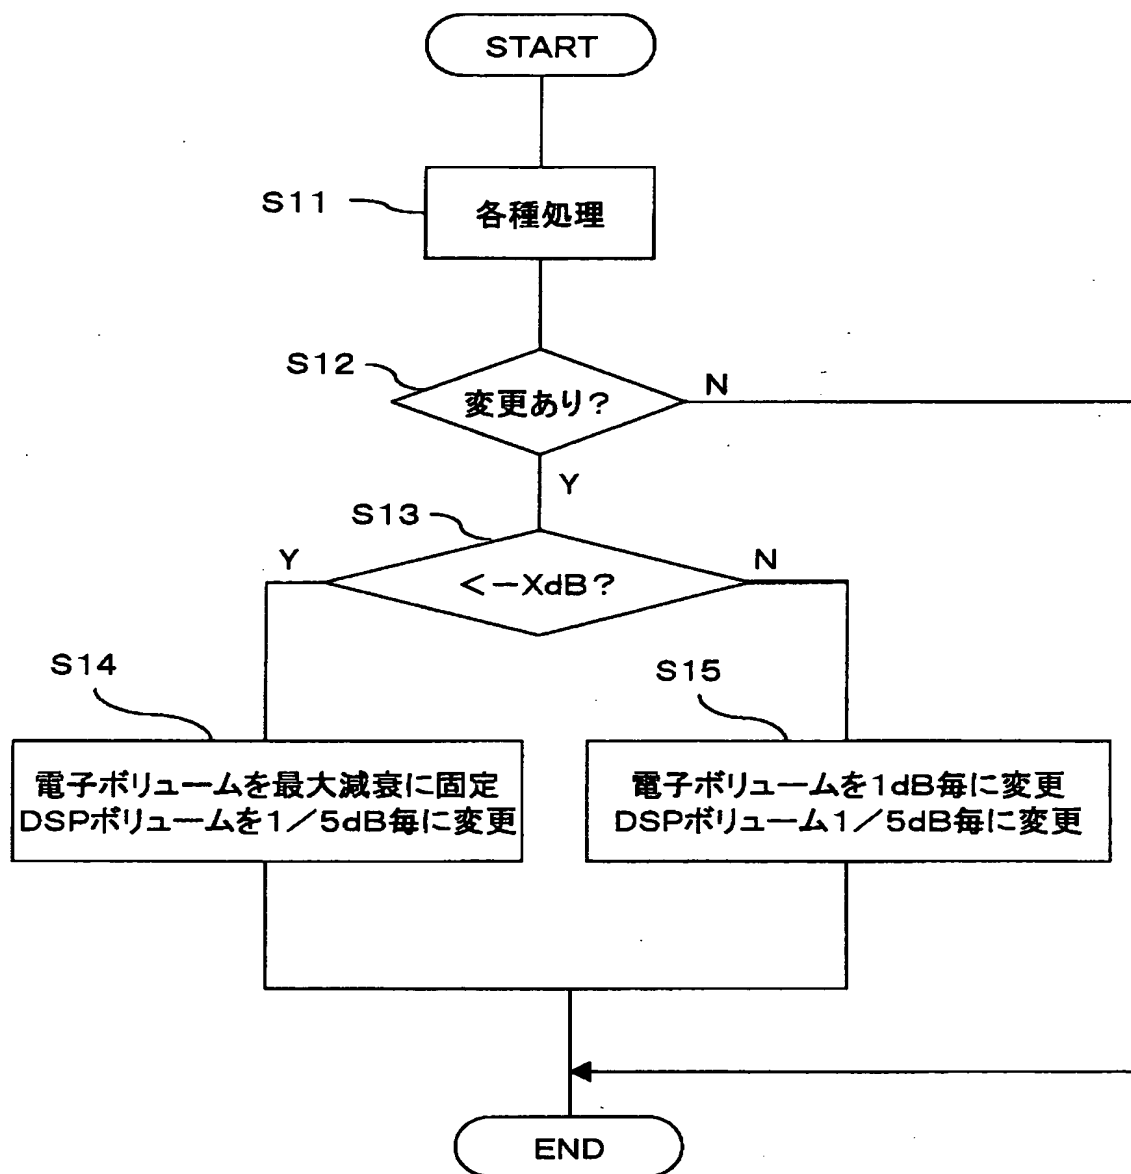 START
S11
各種処理
S12
変更あり?
N
Y
S13
Y
<-XdB?
N
S14
電子ボリュームを最大減衰に固定
DSPボリュームを1/5dB毎に変更
S15
電子ボリュームを1dB毎に変更
DSPボリューム1/5dB毎に変更
END